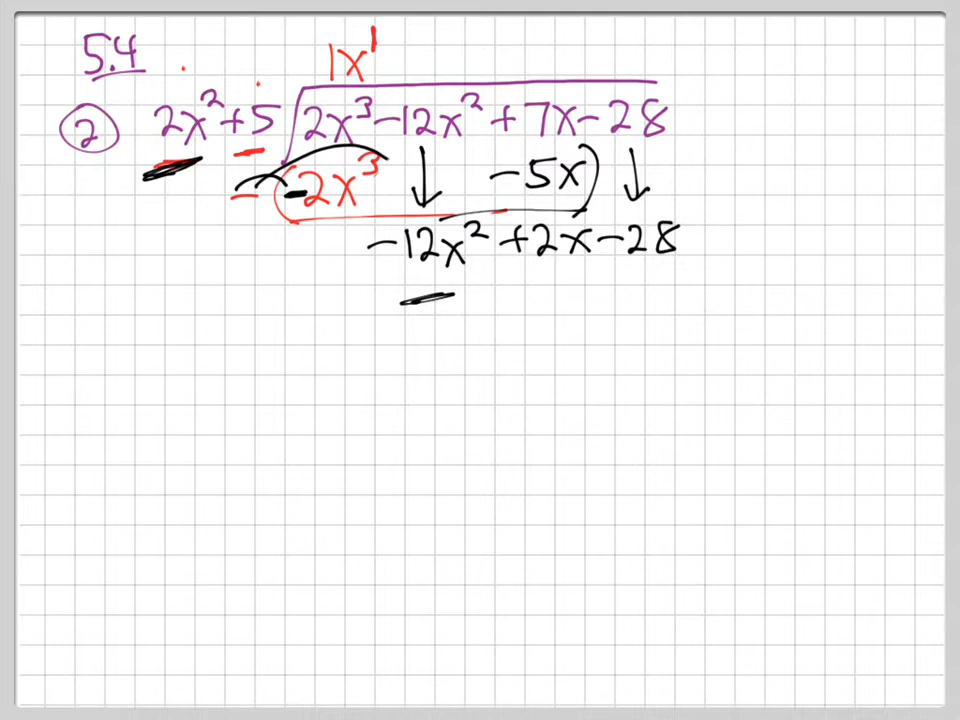 5.4
1x¹
② 2x²+5 2x³-12x²+7x-28
- (-2x³ -5x)
-12x²+2x-28